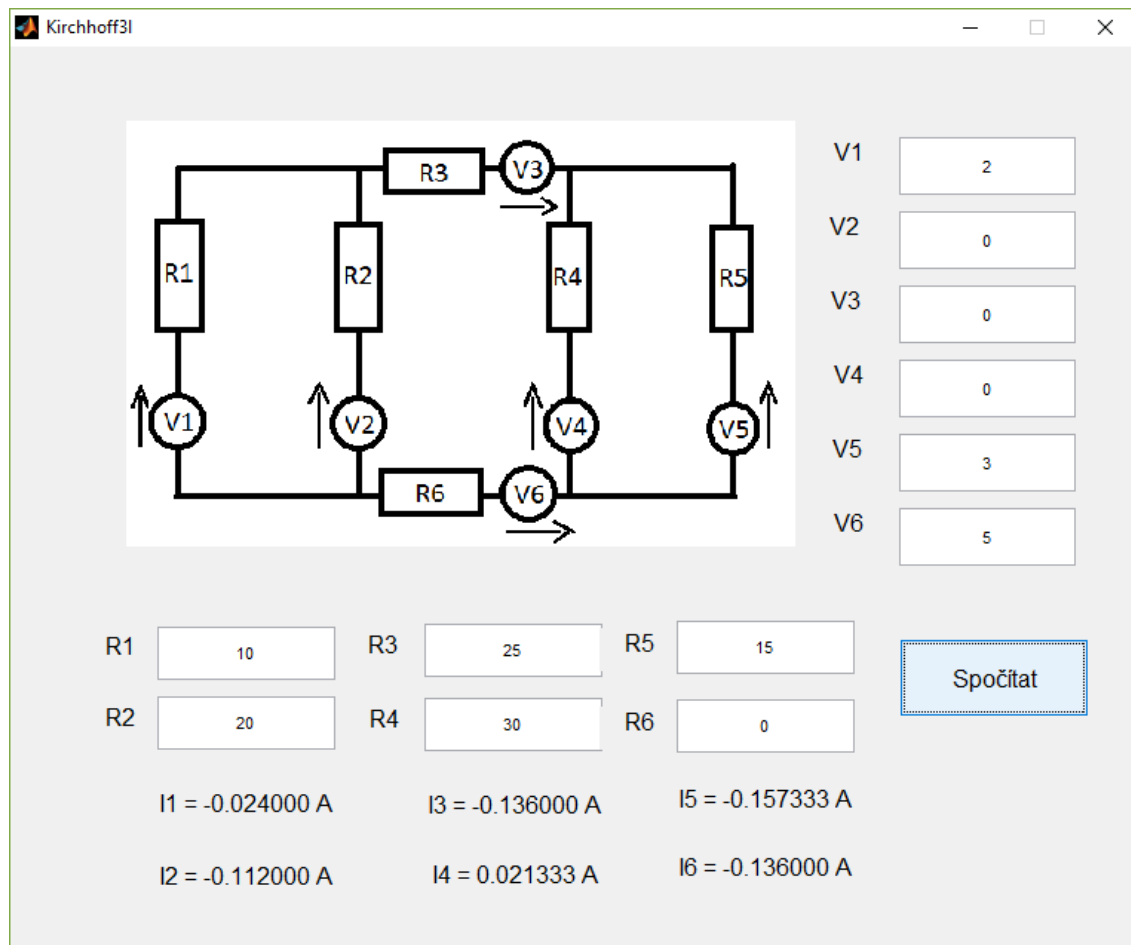 Kirchhoff3I
R3 V3
R1 R2 R4 R5
V1 V2 V4 V5
R6 V6
V1 2
V2 0
V3 0
V4 0
V5 3
V6 5
R1 10 R3 25 R5 15
R2 20 R4 30 R6 0
Spočítat
I1 = -0.024000 A I3 = -0.136000 A I5 = -0.157333 A
I2 = -0.112000 A I4 = 0.021333 A I6 = -0.136000 A